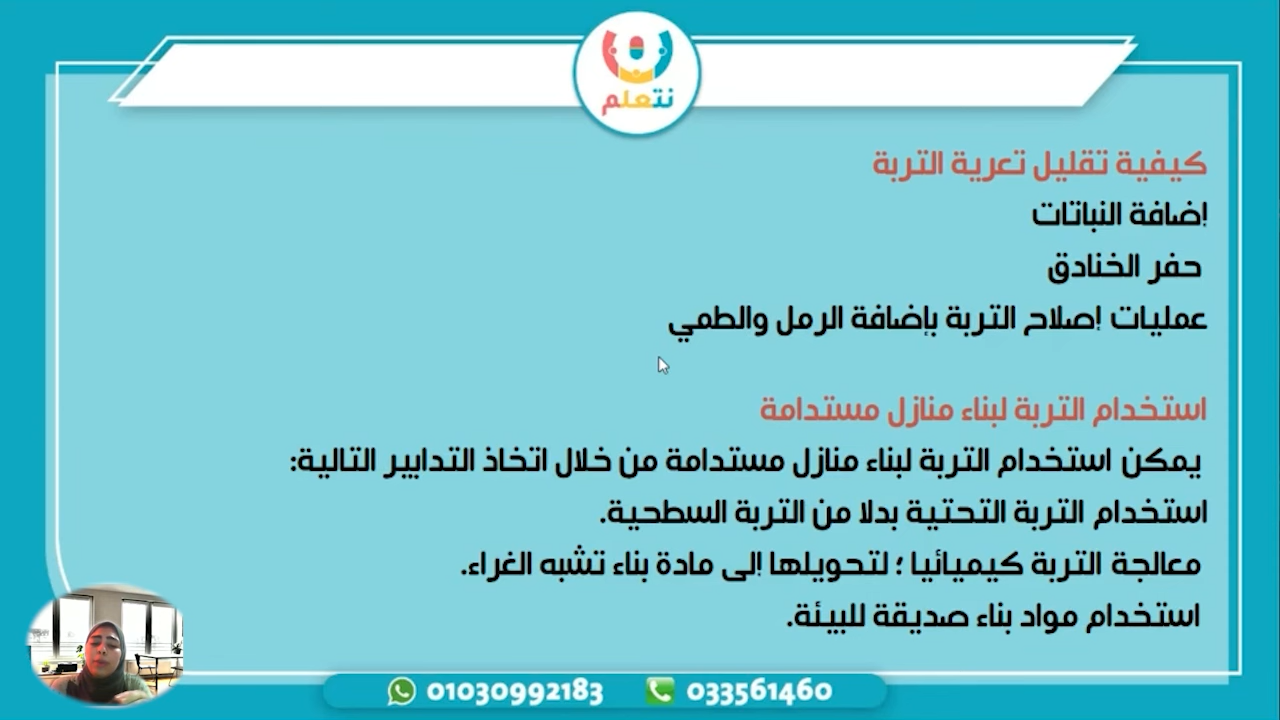 نتعلم
كيفية تقليل تعرية التربة
إضافة النباتات
حفر الخنادق
عمليات إصلاح التربة بإضافة الرمل والطمي
استخدام التربة لبناء منازل مستدامة
يمكن استخدام التربة لبناء منازل مستدامة من خلال اتخاذ التدابير التالية:
استخدام التربة التحتية بدلا من التربة السطحية.
معالجة التربة كيميائيا ؛ لتحويلها إلى مادة بناء تشبه الغراء.
استخدام مواد بناء صديقة للبيئة.
01030992183 033561460